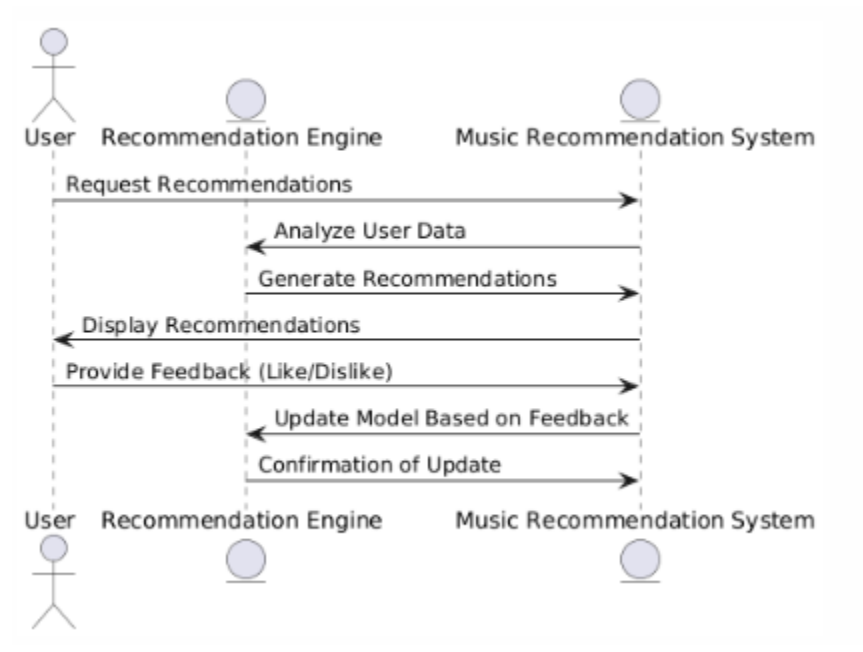 User Recommendation Engine Music Recommendation System
Request Recommendations
Analyze User Data
Generate Recommendations
Display Recommendations
Provide Feedback (Like/Dislike)
Update Model Based on Feedback
Confirmation of Update
User Recommendation Engine Music Recommendation System